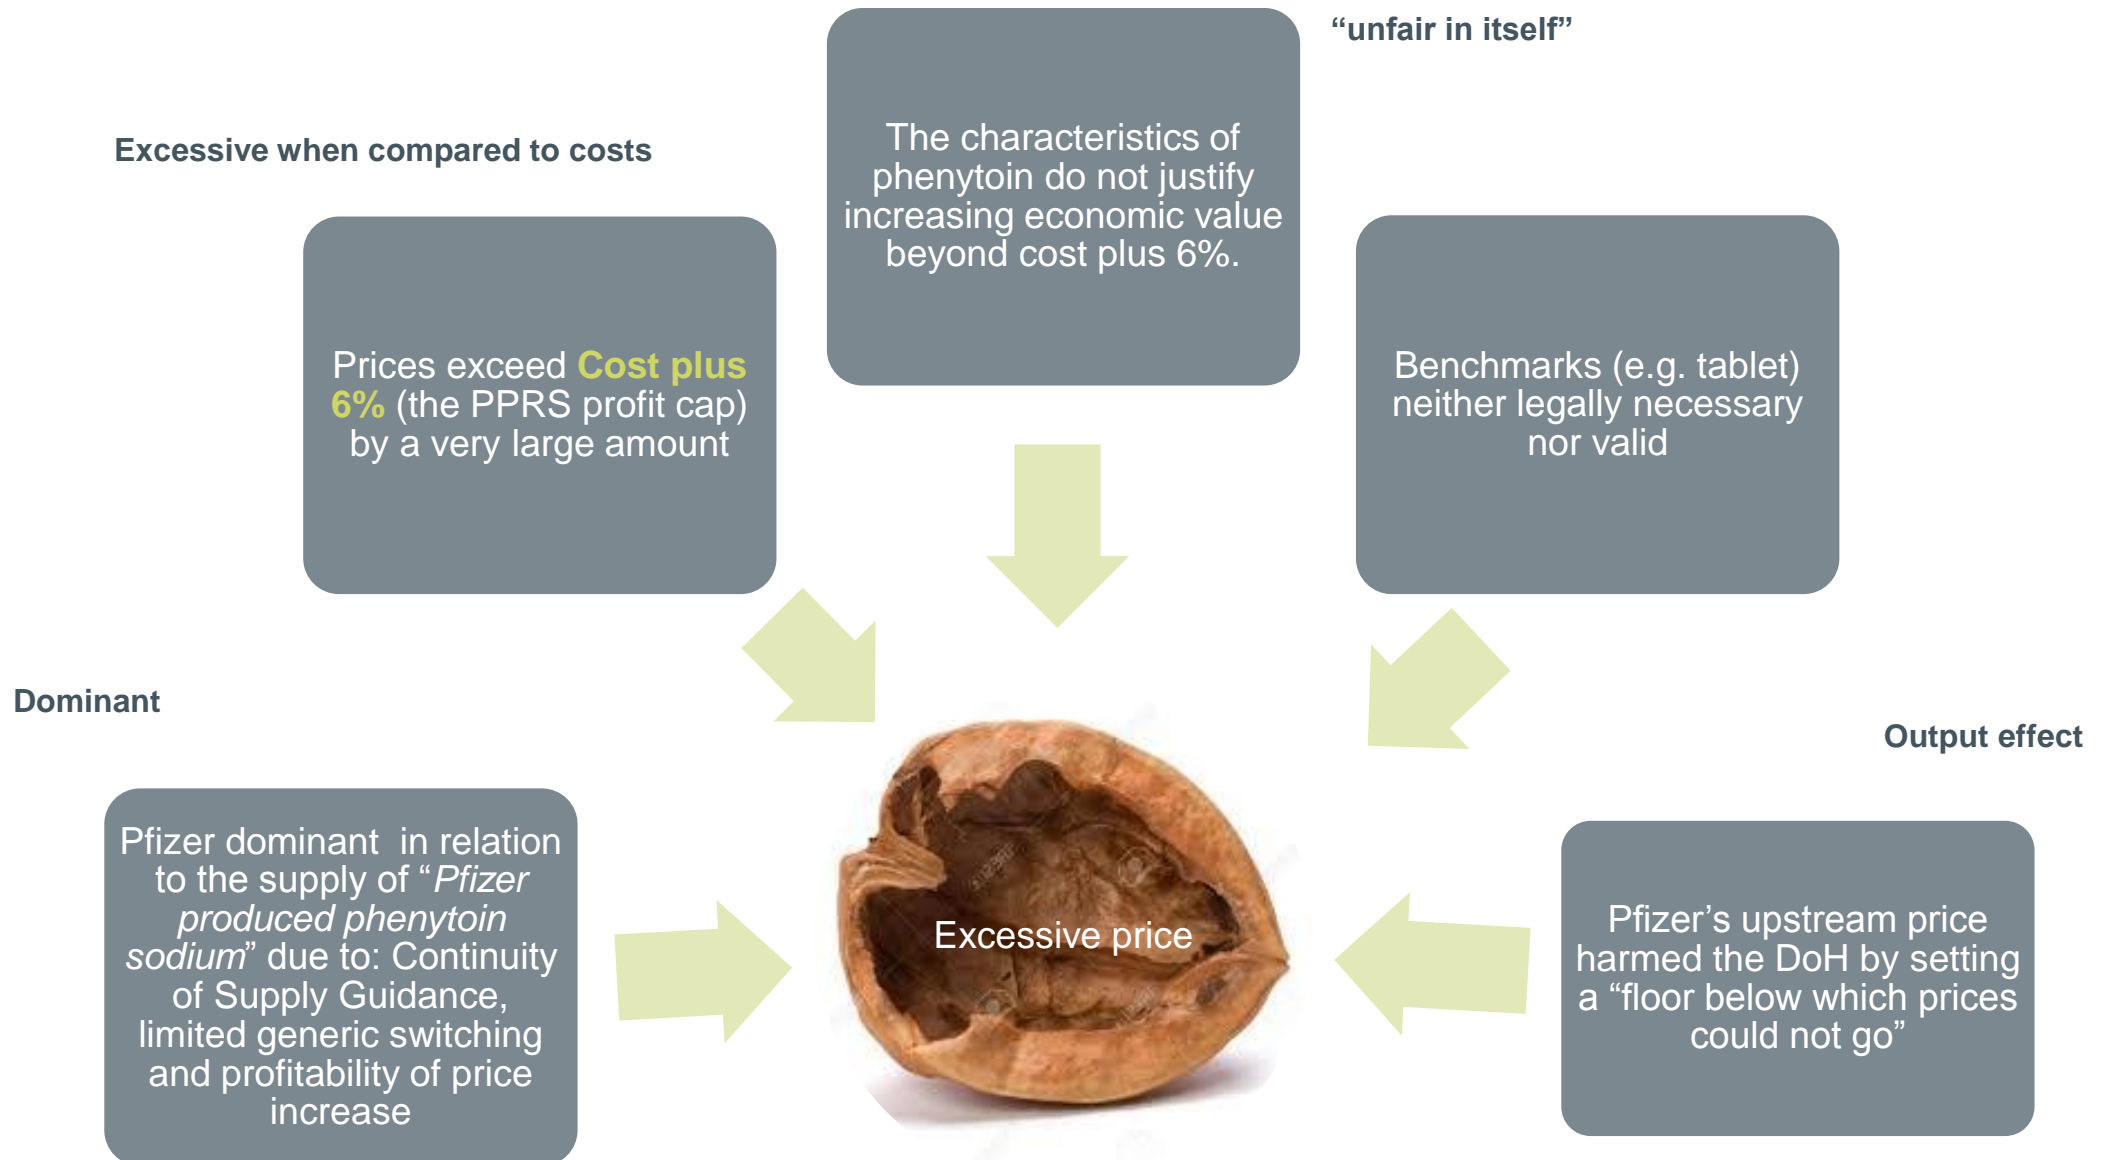 “unfair in itself”
Excessive when compared to costs
The characteristics of
phenytoin do not justify
increasing economic value
beyond cost plus 6%.
Prices exceed Cost plus
6% (the PPRS profit cap)
by a very large amount
Benchmarks (e.g. tablet)
neither legally necessary
nor valid
Dominant
Output effect
Pfizer dominant in relation
to the supply of “Pfizer
produced phenytoin
sodium” due to: Continuity
of Supply Guidance,
limited generic switching
and profitability of price
increase
Excessive price
Pfizer’s upstream price
harmed the DoH by setting
a “floor below which prices
could not go”